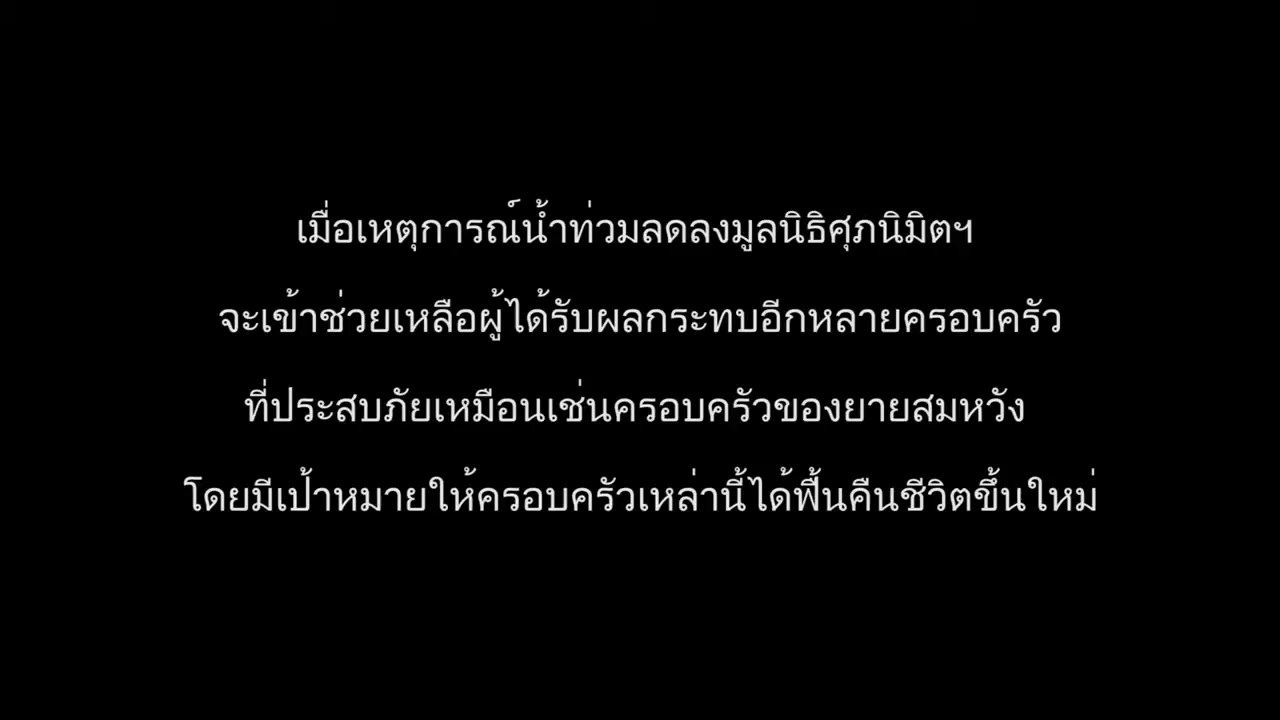 เมื่อเหตุการณ์น้ำท่วมลดลงมูลนิธิศุภนิมิตฯ
จะเข้าช่วยเหลือผู้ได้รับผลกระทบอีกหลายครอบครัว
ที่ประสบภัยเหมือนเช่นครอบครัวของยายสมหวัง
โดยมีเป้าหมายให้ครอบครัวเหล่านี้ได้ฟื้นคืนชีวิตขึ้นใหม่